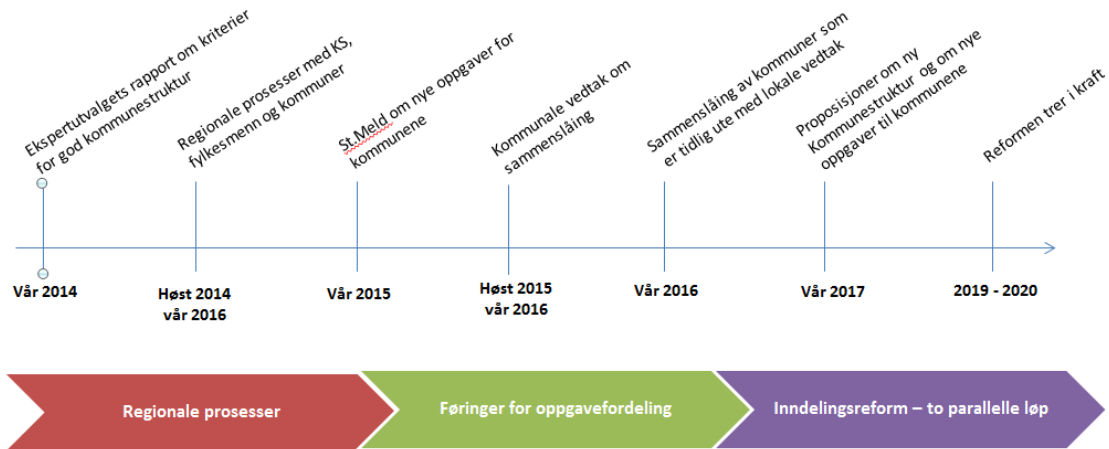 Ekspertutvalgets rapport om kriterier
for god kommunestruktur
Regionale prosesser med KS,
fylkesmenn og kommuner
St.Meld om nye oppgaver for
kommunene
Kommunale vedtak om
sammenslåing
Sammenslåing av kommuner som
er tidlig ute med lokale vedtak
Proposisjoner om ny
Kommunestruktur og om nye
oppgaver til kommunene
Reformen trer i kraft
Vår 2014
Høst 2014
vår 2016
Vår 2015
Høst 2015
vår 2016
Vår 2016
Vår 2017
2019 - 2020
Regionale prosesser
Føringer for oppgavefordeling
Inndelingsreform – to parallelle løp